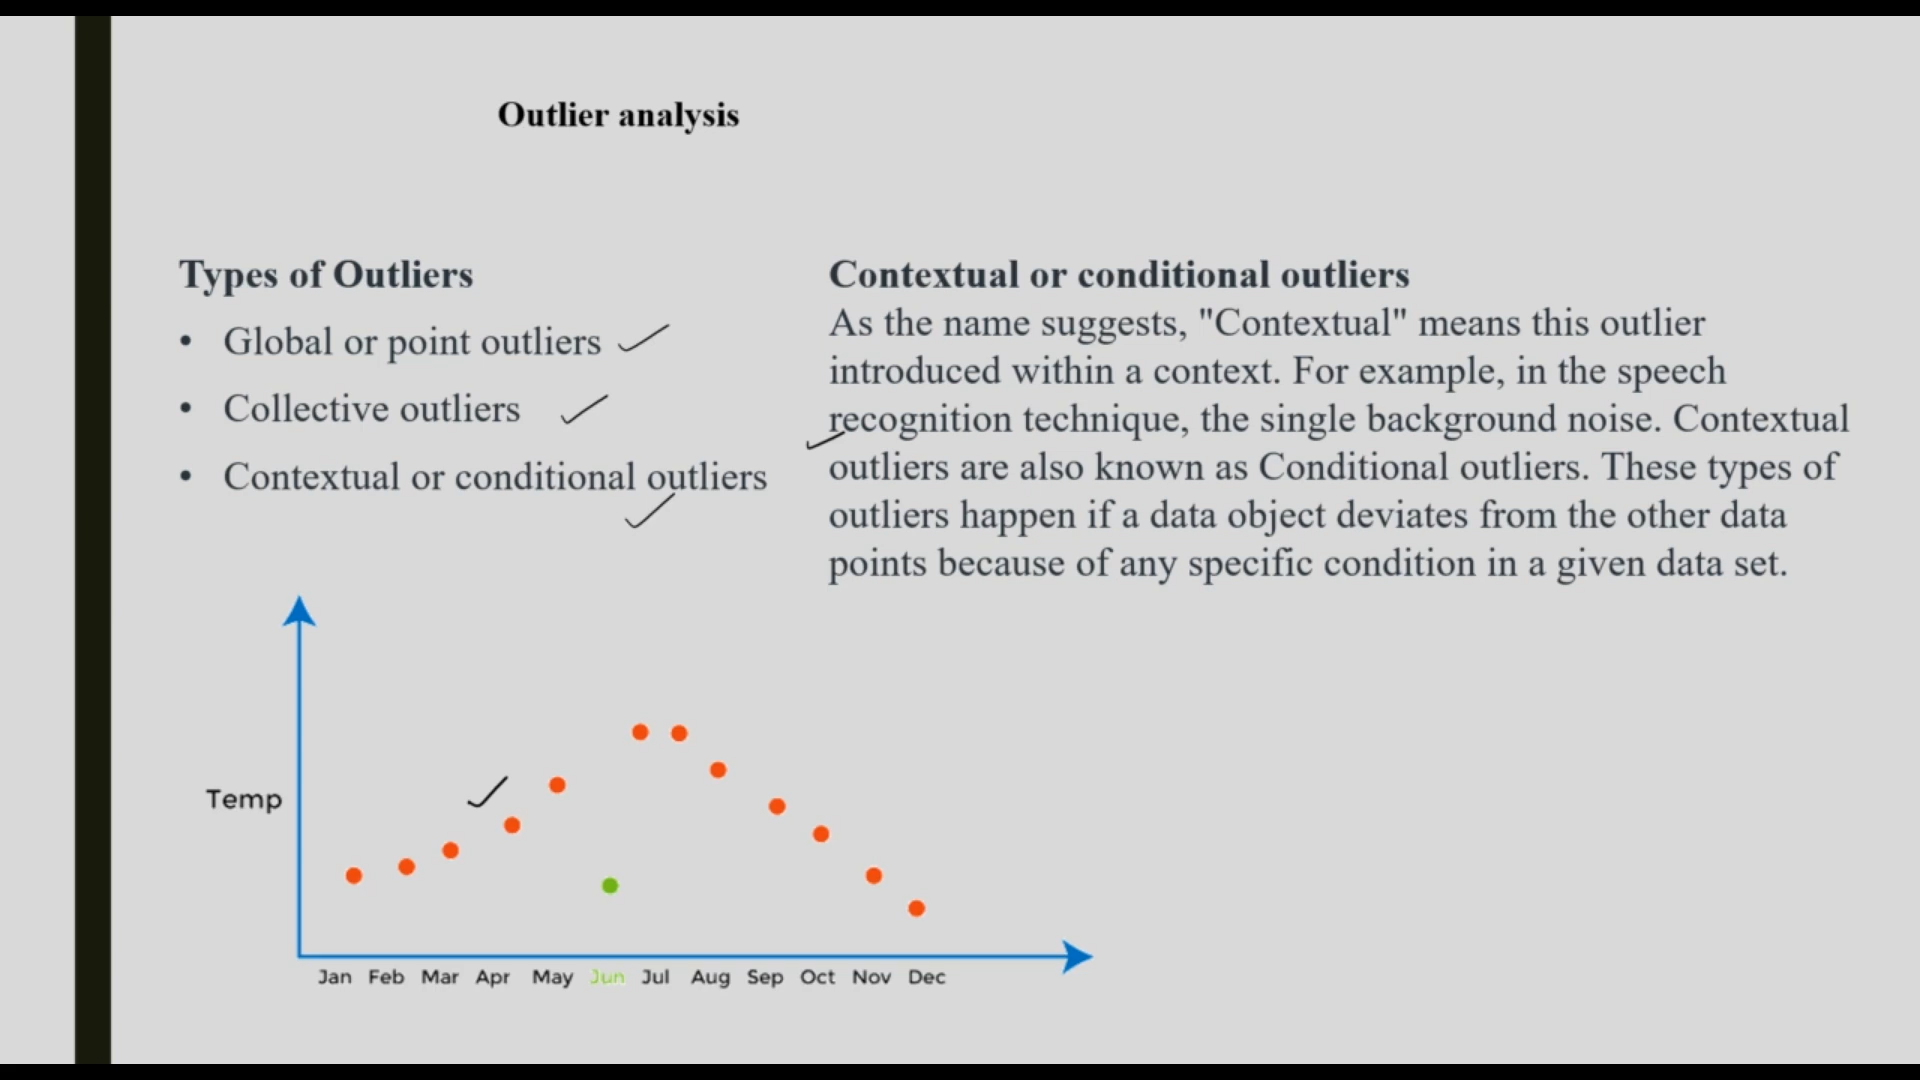 Outlier analysis
Types of Outliers
• Global or point outliers
• Collective outliers
• Contextual or conditional outliers
Contextual or conditional outliers
As the name suggests, "Contextual" means this outlier
introduced within a context. For example, in the speech
recognition technique, the single background noise. Contextual
outliers are also known as Conditional outliers. These types of
outliers happen if a data object deviates from the other data
points because of any specific condition in a given data set.
Temp
Jan Feb Mar Apr May Jun Jul Aug Sep Oct Nov Dec